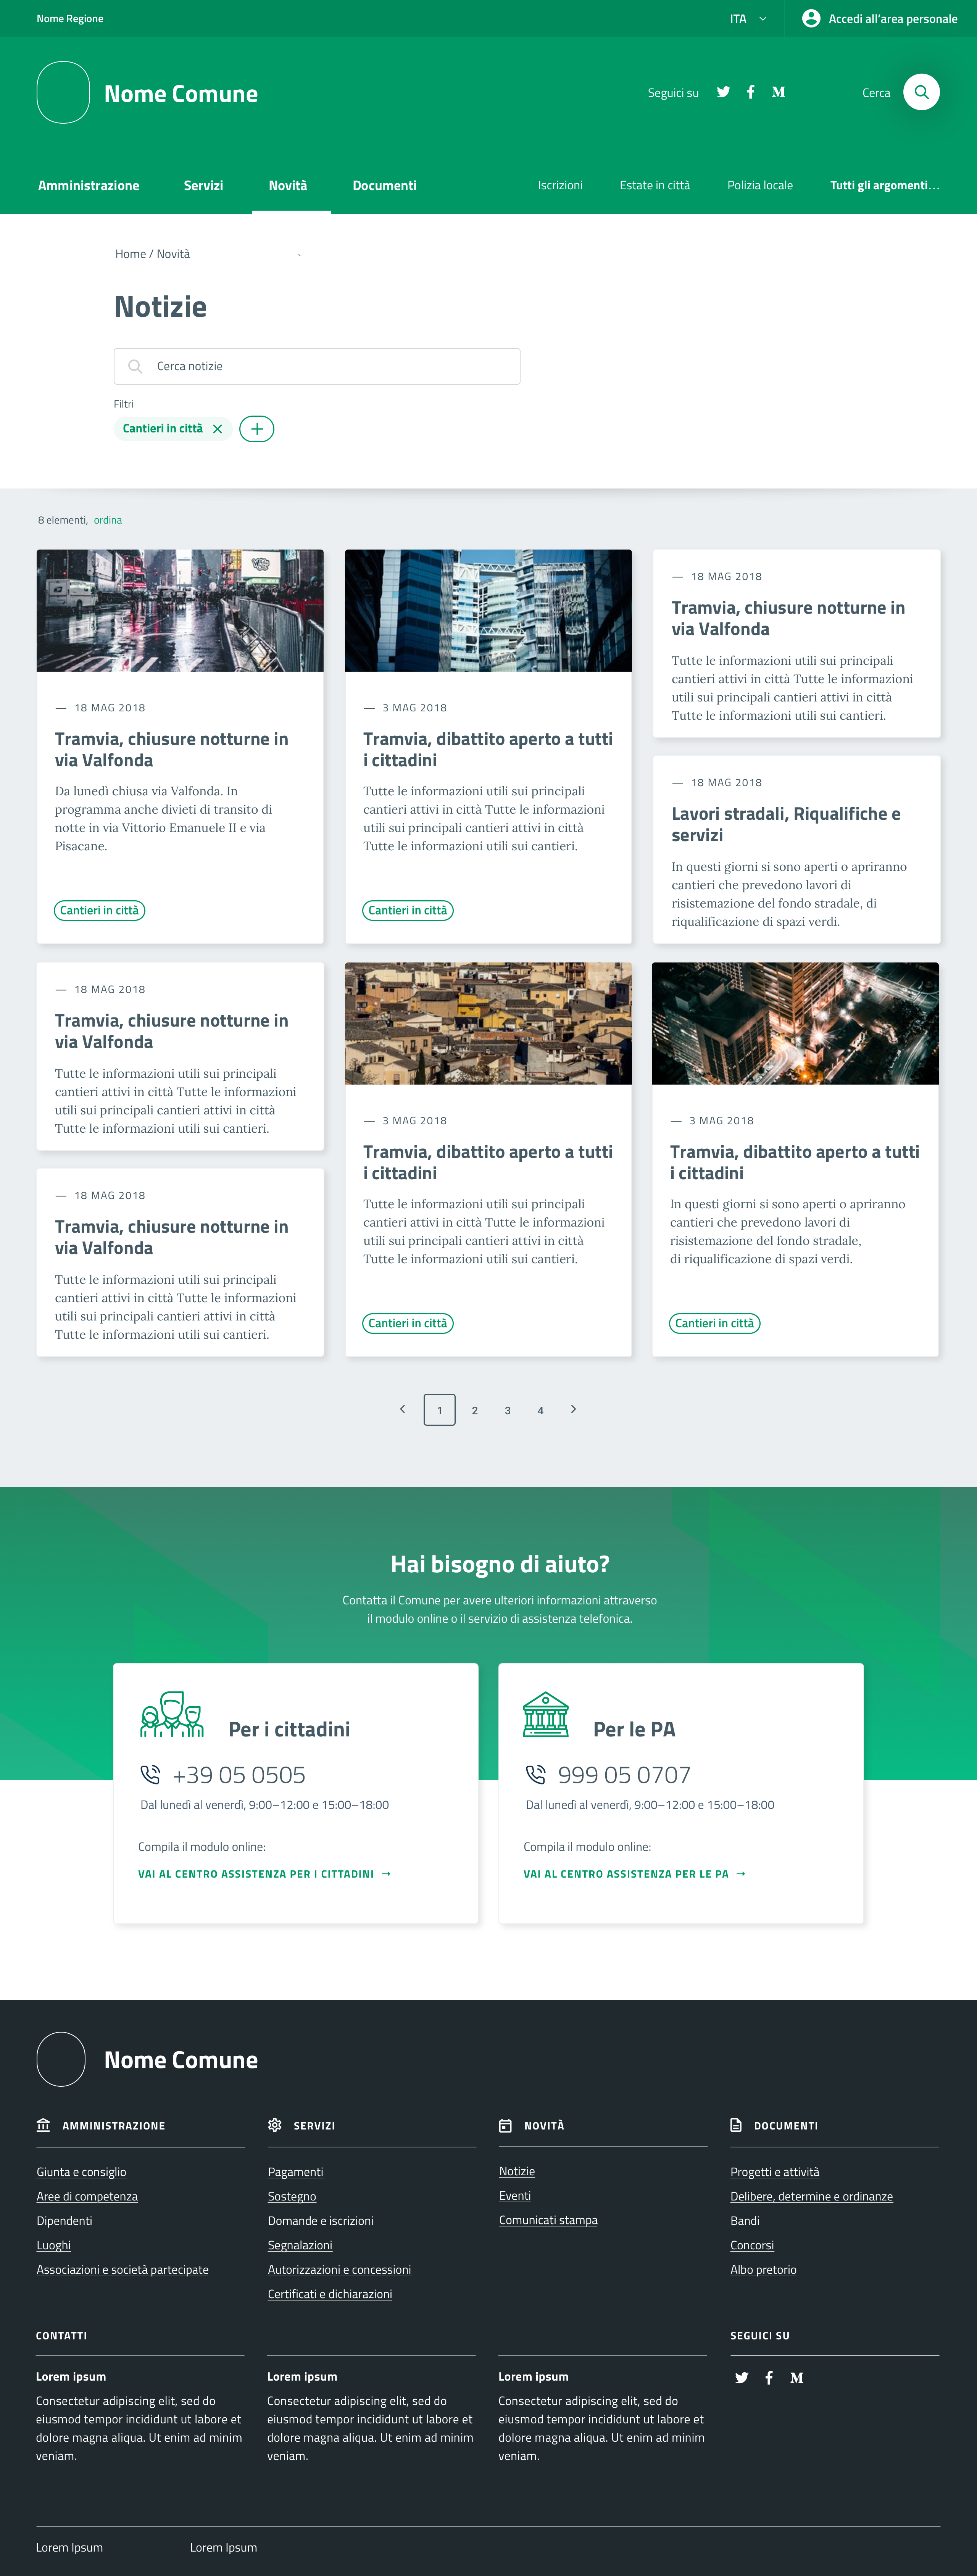 Nome Regione
ITA
Accedi all'area personale
Nome Comune
Seguici su
Cerca
Amministrazione
Servizi
Novità
Documenti
Iscrizioni
Estate in città
Polizia locale
Tutti gli argomenti...
Home / Novità
Notizie
Cerca notizie
Filtri
Cantieri in città
8 elementi, ordina
— 18 MAG 2018
Tramvia, chiusure notturne in
via Valfonda
Da lunedì chiusa via Valfonda. In
programma anche divieti di transito di
notte in via Vittorio Emanuele II e via
Pisacane.
Cantieri in città
— 3 MAG 2018
Tramvia, dibattito aperto a tutti
i cittadini
Tutte le informazioni utili sui principali
cantieri attivi in città Tutte le informazioni
utili sui principali cantieri attivi in città
Tutte le informazioni utili sui cantieri.
Cantieri in città
— 18 MAG 2018
Tramvia, chiusure notturne in
via Valfonda
Tutte le informazioni utili sui principali
cantieri attivi in città Tutte le informazioni
utili sui principali cantieri attivi in città
Tutte le informazioni utili sui cantieri.
— 18 MAG 2018
Lavori stradali, Riqualifiche e
servizi
In questi giorni si sono aperti o apriranno
cantieri che prevedono lavori di
risistemazione del fondo stradale, di
riqualificazione di spazi verdi.
— 18 MAG 2018
Tramvia, chiusure notturne in
via Valfonda
Tutte le informazioni utili sui principali
cantieri attivi in città Tutte le informazioni
utili sui principali cantieri attivi in città
Tutte le informazioni utili sui cantieri.
— 18 MAG 2018
Tramvia, chiusure notturne in
via Valfonda
Tutte le informazioni utili sui principali
cantieri attivi in città Tutte le informazioni
utili sui principali cantieri attivi in città
Tutte le informazioni utili sui cantieri.
— 3 MAG 2018
Tramvia, dibattito aperto a tutti
i cittadini
Tutte le informazioni utili sui principali
cantieri attivi in città Tutte le informazioni
utili sui principali cantieri attivi in città
Tutte le informazioni utili sui cantieri.
Cantieri in città
— 3 MAG 2018
Tramvia, dibattito aperto a tutti
i cittadini
In questi giorni si sono aperti o apriranno
cantieri che prevedono lavori di
risistemazione del fondo stradale,
di riqualificazione di spazi verdi.
Cantieri in città
1 2 3 4
Hai bisogno di aiuto?
Contatta il Comune per avere ulteriori informazioni attraverso
il modulo online o il servizio di assistenza telefonica.
Per i cittadini
+39 05 0505
Dal lunedì al venerdì, 9:00–12:00 e 15:00–18:00
Compila il modulo online:
VAI AL CENTRO ASSISTENZA PER I CITTADINI →
Per le PA
999 05 0707
Dal lunedì al venerdì, 9:00–12:00 e 15:00–18:00
Compila il modulo online:
VAI AL CENTRO ASSISTENZA PER LE PA →
Nome Comune
AMMINISTRAZIONE
Giunta e consiglio
Aree di competenza
Dipendenti
Luoghi
Associazioni e società partecipate
SERVIZI
Pagamenti
Sostegno
Domande e iscrizioni
Segnalazioni
Autorizzazioni e concessioni
Certificati e dichiarazioni
NOVITÀ
Notizie
Eventi
Comunicati stampa
DOCUMENTI
Progetti e attività
Delibere, determine e ordinanze
Bandi
Concorsi
Albo pretorio
CONTATTI
Lorem ipsum
Consectetur adipiscing elit, sed do
eiusmod tempor incididunt ut labore et
dolore magna aliqua. Ut enim ad minim
veniam.
Lorem ipsum
Consectetur adipiscing elit, sed do
eiusmod tempor incididunt ut labore et
dolore magna aliqua. Ut enim ad minim
veniam.
Lorem ipsum
Consectetur adipiscing elit, sed do
eiusmod tempor incididunt ut labore et
dolore magna aliqua. Ut enim ad minim
veniam.
SEGUICI SU
Lorem Ipsum
Lorem Ipsum